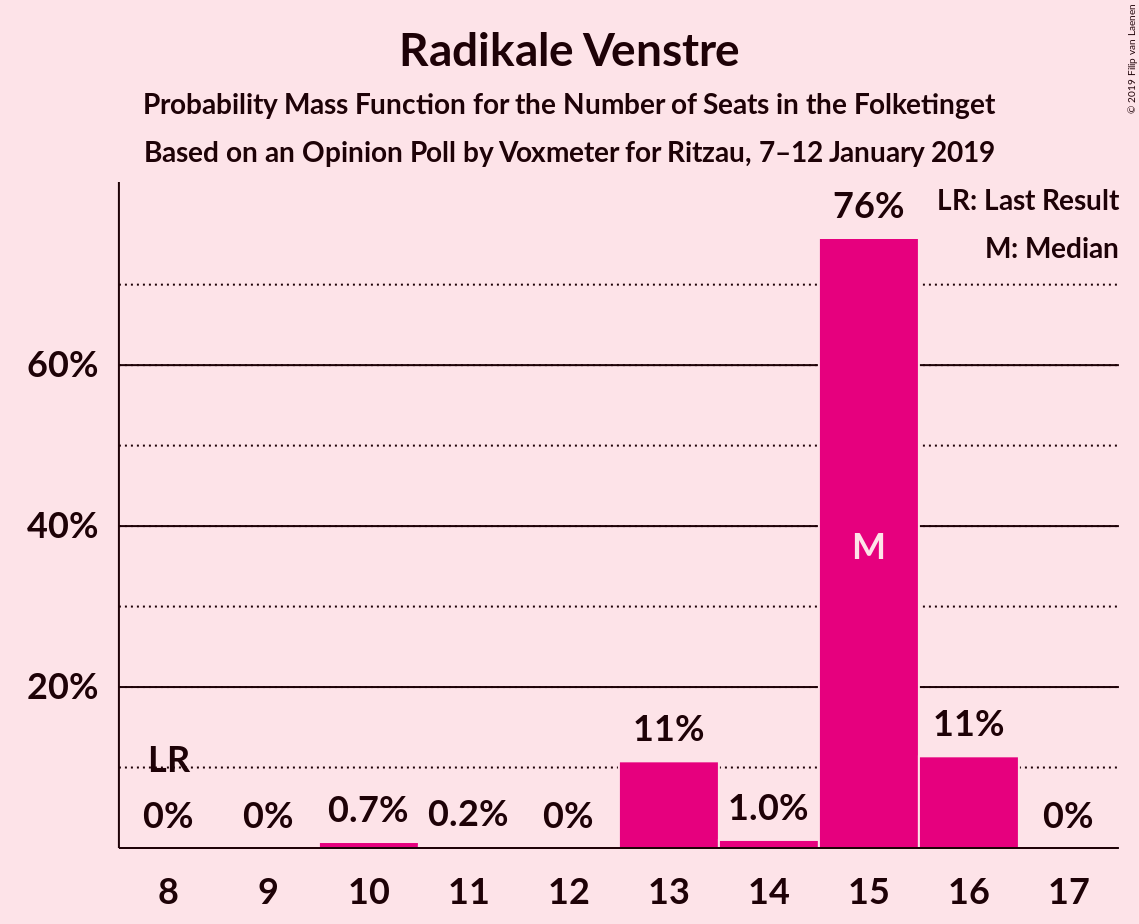 Radikale Venstre
Probability Mass Function for the Number of Seats in the Folketinget
Based on an Opinion Poll by Voxmeter for Ritzau, 7–12 January 2019
© 2019 Filip van Laenen
LR: Last Result
M: Median
76%
60%
40%
M
20%
11%
11%
LR
0%
0%
0.7%
0.2%
0%
1.0%
0%
8 9 10 11 12 13 14 15 16 17